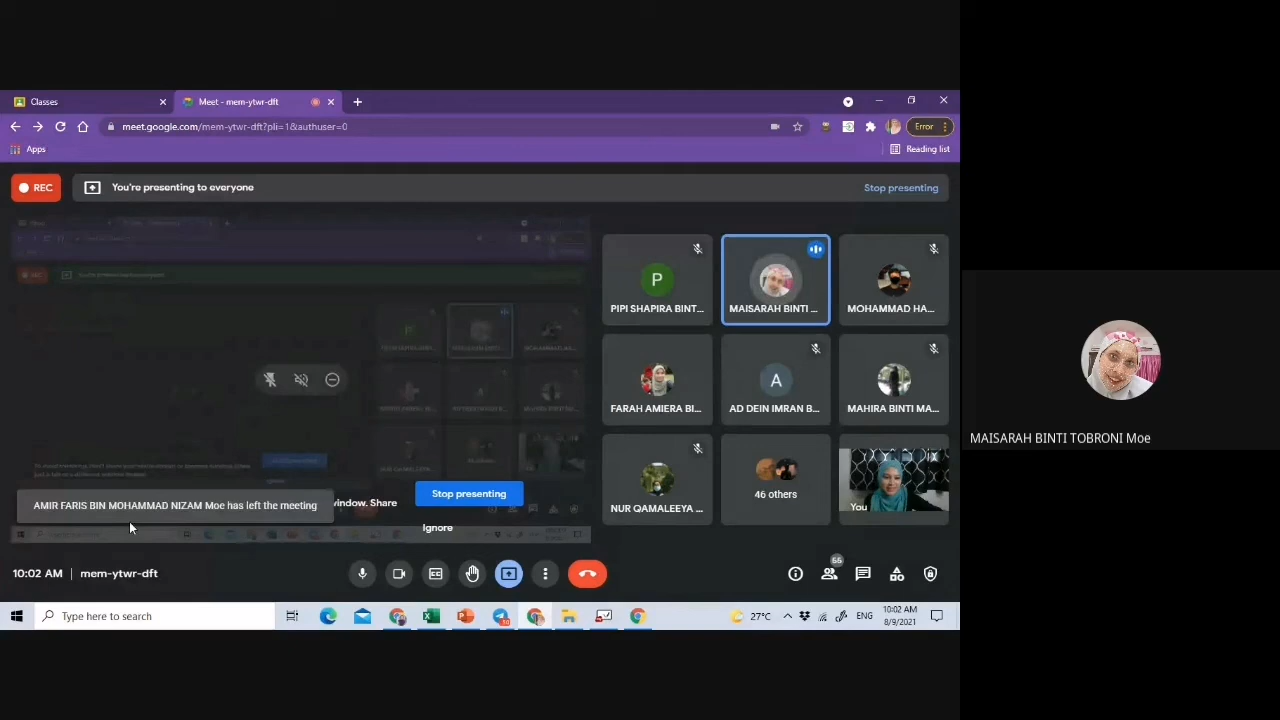 Classes
Meet - mem-ytwr-dft
meet.google.com/mem-ytwr-dft?pli=1&authuser=0
Error
Apps
Reading list
REC
You're presenting to everyone
Stop presenting
P
PIPI SHAPIRA BINT...
MAISARAH BINTI ...
MOHAMMAD HA...
FARAH AMIERA BI...
A
AD DEIN IMRAN B...
MAHIRA BINTI MA...
NUR QAMALEEYA ...
46 others
You
MAISARAH BINTI TOBRONI Moe
AMIR FARIS BIN MOHAMMAD NIZAM Moe has left the meeting
window. Share
Stop presenting
Ignore
10:02 AM | mem-ytwr-dft
Type here to search
27°C
ENG
10:02 AM
8/9/2021